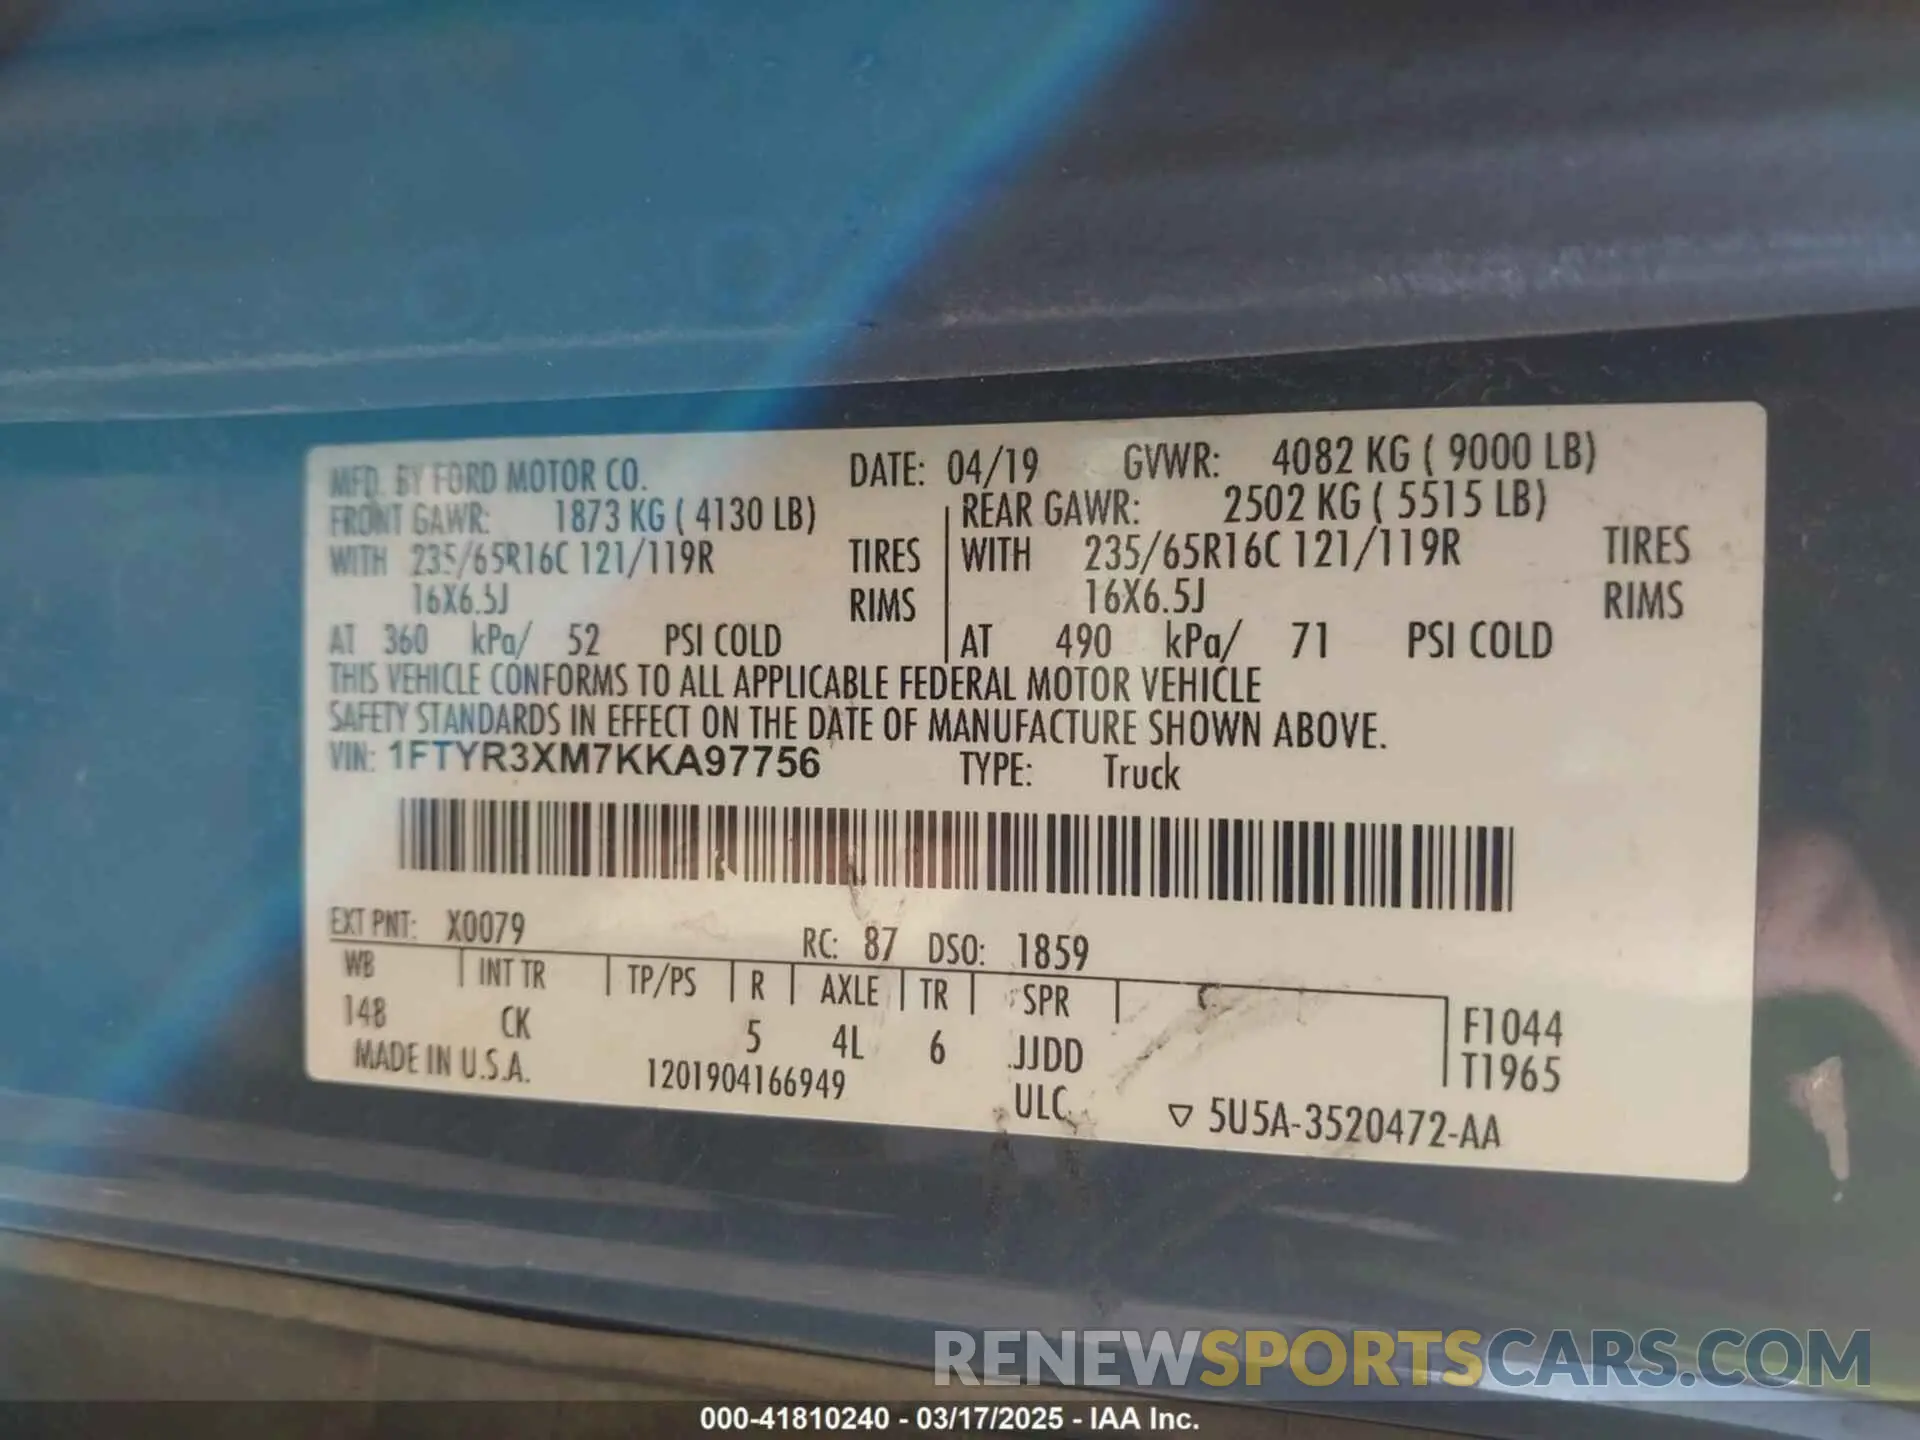 MFD. BY FORD MOTOR CO. DATE: 04/19 GVWR: 4082 KG ( 9000 LB)
FRONT GAWR: 1873 KG ( 4130 LB) REAR GAWR: 2502 KG ( 5515 LB)
WITH 235/65R16C 121/119R TIRES WITH 235/65R16C 121/119R TIRES
16X6.5J RIMS 16X6.5J RIMS
AT 360 kPa/ 52 PSI COLD AT 490 kPa/ 71 PSI COLD
THIS VEHICLE CONFORMS TO ALL APPLICABLE FEDERAL MOTOR VEHICLE
SAFETY STANDARDS IN EFFECT ON THE DATE OF MANUFACTURE SHOWN ABOVE.
VIN: 1FTYR3XM7KKA97756 TYPE: Truck
EXT PNT: X0079 RC: 87 DSO: 1859
WB INT TR TP/PS R AXLE TR SPR
148 CK 5 4L 6 JJDD F1044
MADE IN U.S.A. 1201904166949 ULC T1965
▽ 5U5A-3520472-AA
RENEWSPORTSCARS.COM
000-41810240 - 03/17/2025 - IAA Inc.